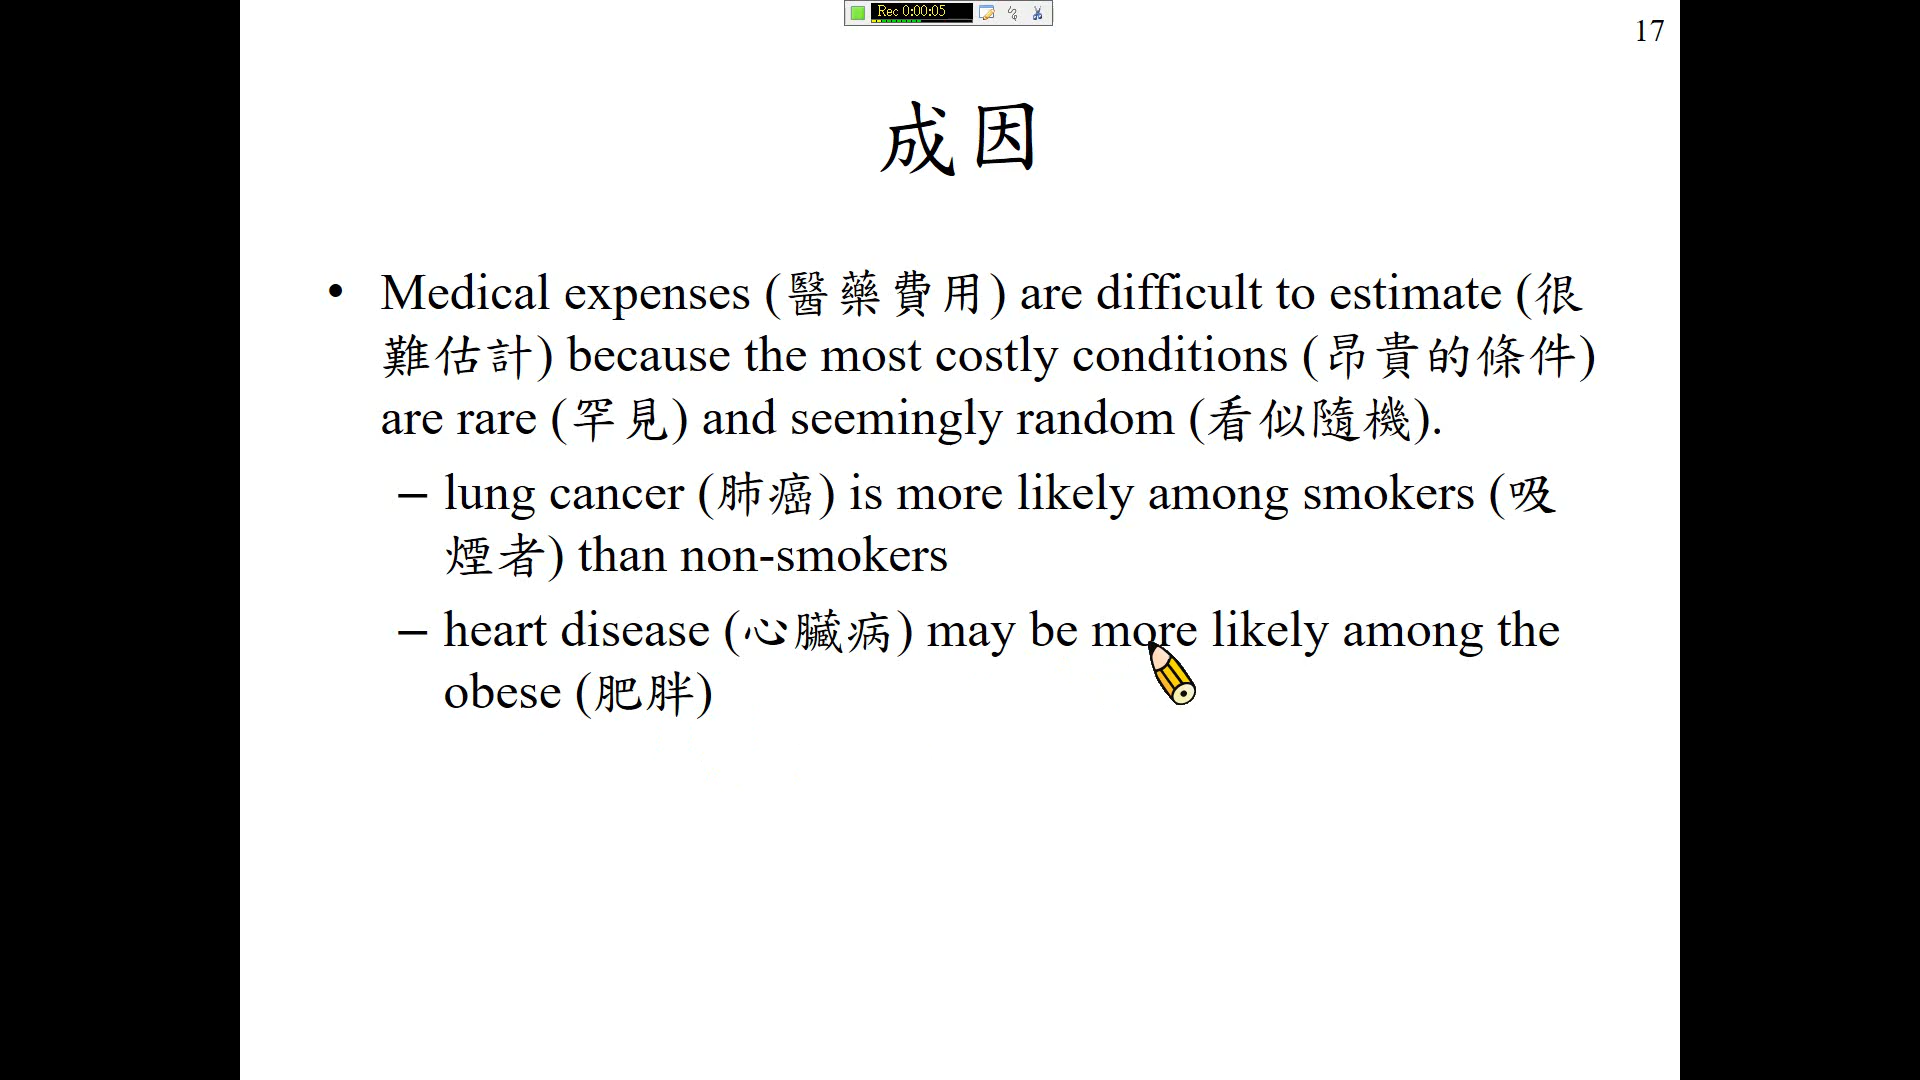 Rec 0:00:05
17
成因
• Medical expenses (醫藥費用) are difficult to estimate (很
難估計) because the most costly conditions (昂貴的條件)
are rare (罕見) and seemingly random (看似隨機).
– lung cancer (肺癌) is more likely among smokers (吸
煙者) than non-smokers
– heart disease (心臟病) may be more likely among the
obese (肥胖)